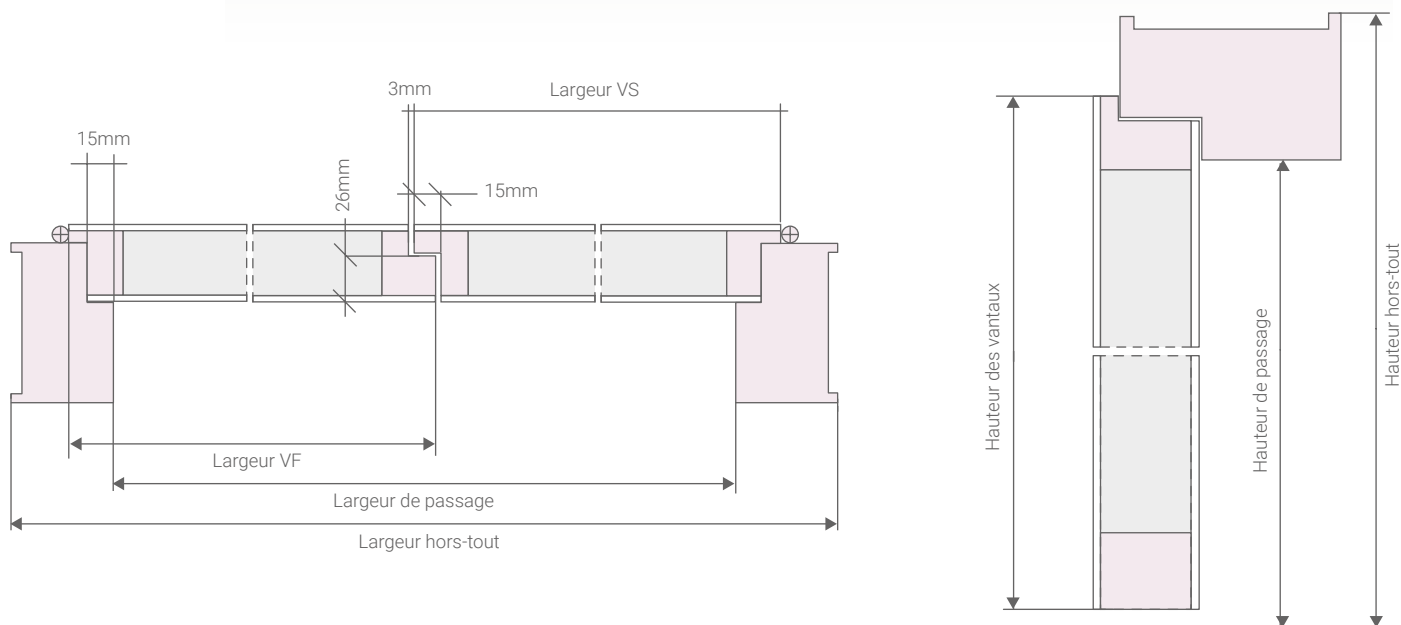 3mm
Largeur VS
15mm
26mm
15mm
Largeur VF
Largeur de passage
Largeur hors-tout
Hauteur des vantaux
Hauteur de passage
Hauteur hors-tout